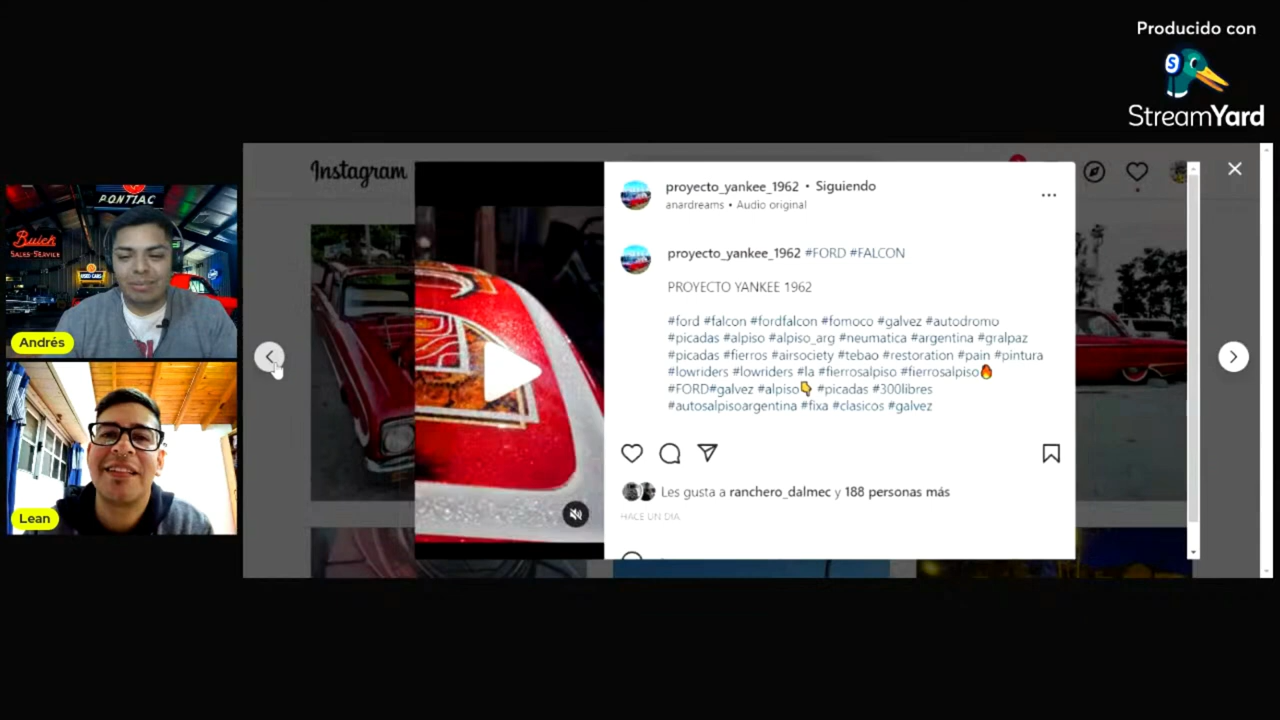 Producido con
StreamYard
Instagram
proyecto_yankee_1962 • Siguiendo
anardreams • Audio original
proyecto_yankee_1962 #FORD #FALCON
PROYECTO YANKEE 1962
#ford #falcon #fordfalcon #fomoco #galvez #autodromo
#picadas #alpiso #alpiso_arg #neumatica #argentina #gralpaz
#picadas #fierros #airsociety #tebao #restoration #pain #pintura
#lowriders #lowriders #la #fierrosalpiso #fierrosalpiso🔥
#FORD#galvez #alpiso👇 #picadas #300libres
#autosalpisoargentina #fixa #clasicos #galvez
Les gusta a ranchero_dalmec y 188 personas más
HACE UN DÍA
PONTIAC
Buick
SALES-SERVICE
USED CARS
Andrés
Lean